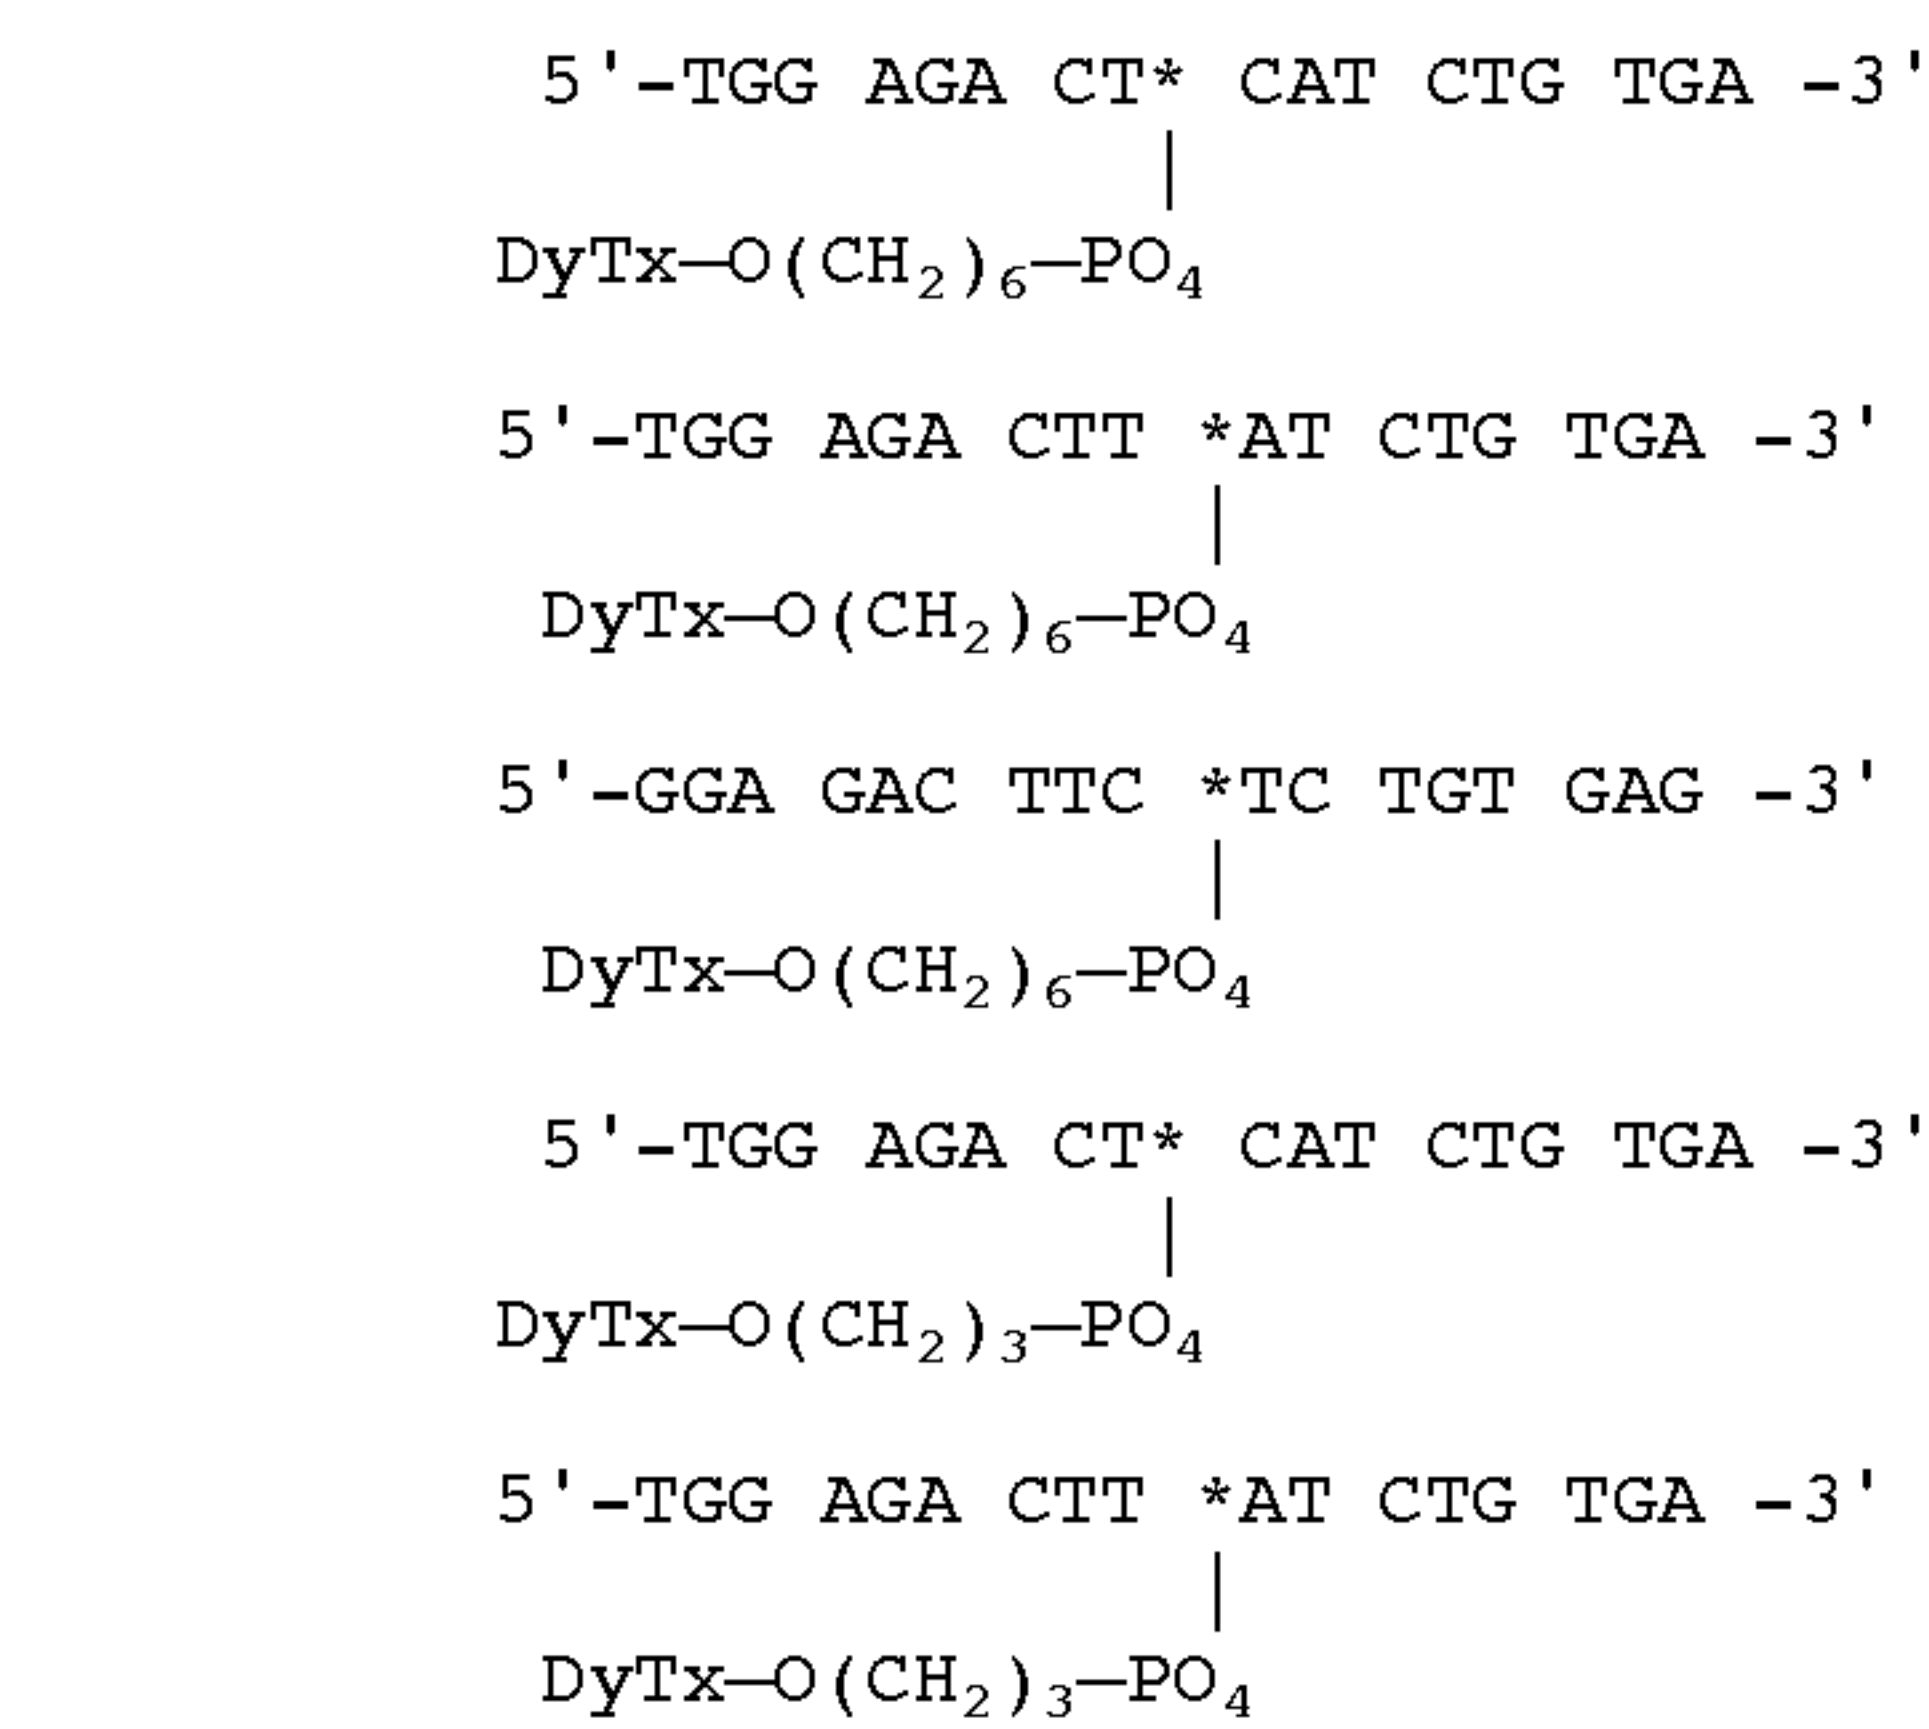 5'-TGG AGA CT* CAT CTG TGA -3'
|
DyTx—O(CH₂)₆—PO₄
5'-TGG AGA CTT *AT CTG TGA -3'
|
DyTx—O(CH₂)₆—PO₄
5'-GGA GAC TTC *TC TGT GAG -3'
|
DyTx—O(CH₂)₆—PO₄
5'-TGG AGA CT* CAT CTG TGA -3'
|
DyTx—O(CH₂)₃—PO₄
5'-TGG AGA CTT *AT CTG TGA -3'
|
DyTx—O(CH₂)₃—PO₄